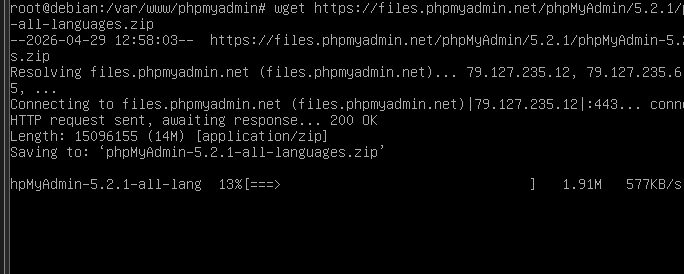 root@debian:/var/www/phpmyadmin# wget https://files.phpmyadmin.net/phpMyAdmin/5.2.1/p
-all-languages.zip
--2026-04-29 12:58:03--  https://files.phpmyadmin.net/phpMyAdmin/5.2.1/phpMyAdmin-5.2
s.zip
Resolving files.phpmyadmin.net (files.phpmyadmin.net)... 79.127.235.12, 79.127.235.6
5, ...
Connecting to files.phpmyadmin.net (files.phpmyadmin.net)|79.127.235.12|:443... conne
HTTP request sent, awaiting response... 200 OK
Length: 15096155 (14M) [application/zip]
Saving to: ‘phpMyAdmin-5.2.1-all-languages.zip’
hpMyAdmin-5.2.1-all-lang  13%[===>                              ]   1.91M   577KB/s